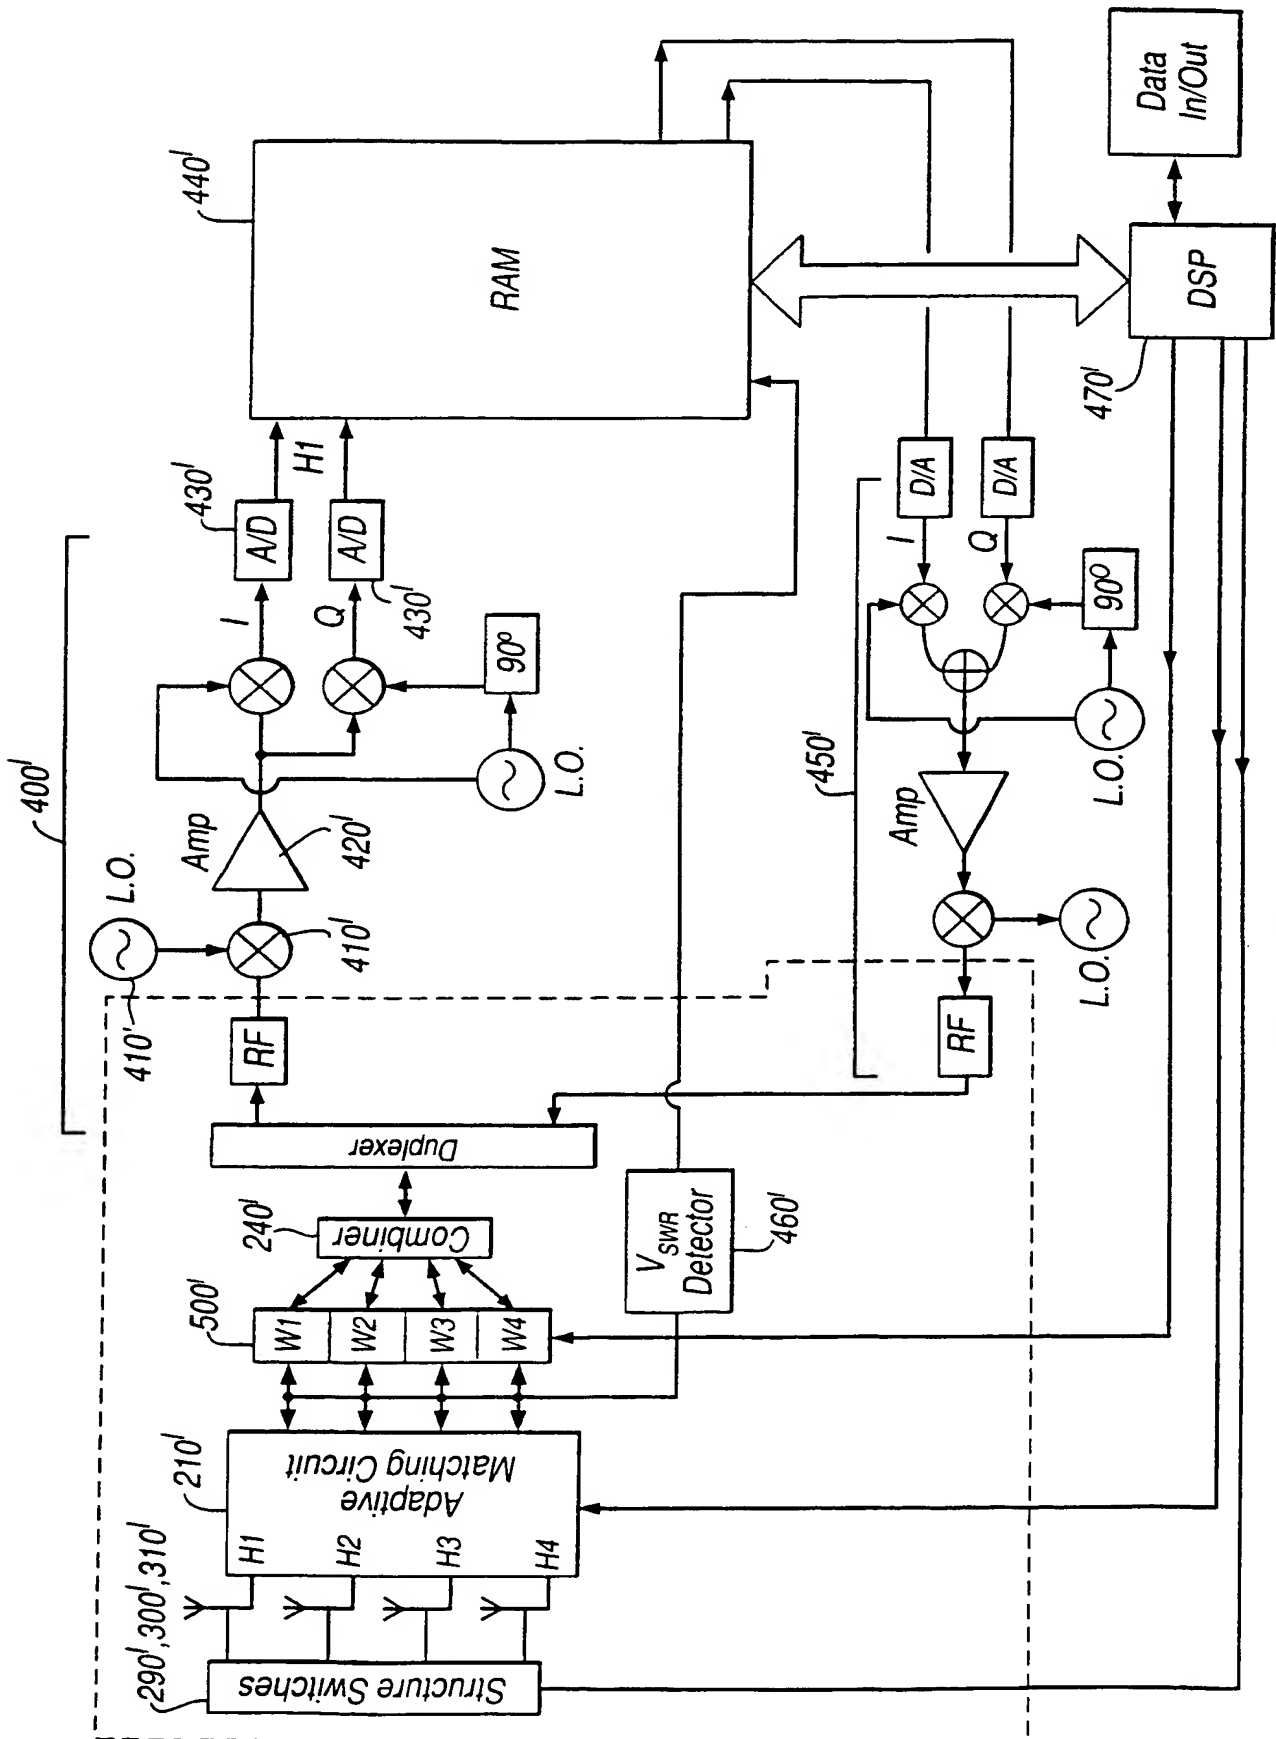 290',300',310'
Structure Switches
H1
H2
H3
H4
210'
Adaptive
Matching Circuit
500'
W1
W2
W3
W4
240'
Combiner
Duplexer
V SWR
Detector
460'
400'
RF
410'
L.O.
410'
Amp
420'
L.O.
90°
I
Q
430'
A/D
A/D
430'
H1
440'
RAM
450'
RF
L.O.
Amp
L.O.
90°
I
Q
D/A
D/A
470'
DSP
Data
In/Out